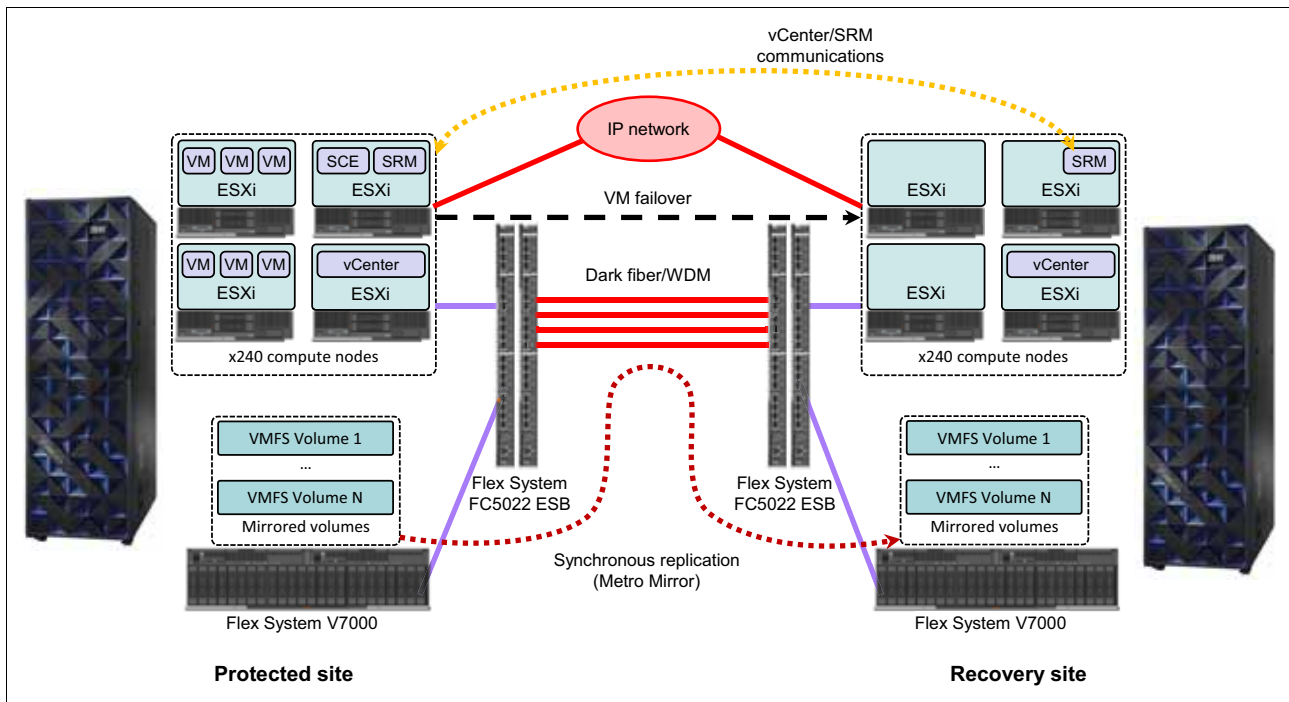 vCenter/SRM
communications
IP network
VM VM VM
ESXi
SCE SRM
ESXi
ESXi
SRM
ESXi
VM failover
VM VM VM
ESXi
vCenter
ESXi
Dark fiber/WDM
ESXi
vCenter
ESXi
x240 compute nodes
x240 compute nodes
VMFS Volume 1
...
VMFS Volume N
Mirrored volumes
Flex System
FC5022 ESB
Flex System
FC5022 ESB
VMFS Volume 1
...
VMFS Volume N
Mirrored volumes
Synchronous replication
(Metro Mirror)
Flex System V7000
Flex System V7000
Protected site
Recovery site